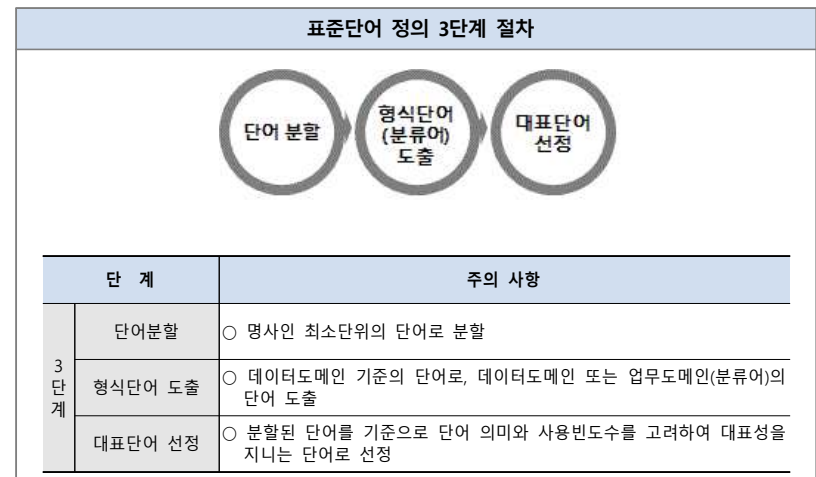 표준단어 정의 3단계 절차
단어 분할
형식단어
(분류어)
도출
대표단어
선정
단 계
주의 사항
3
단
계
단어분할
○ 명사인 최소단위의 단어로 분할
형식단어 도출
○ 데이터도메인 기준의 단어로, 데이터도메인 또는 업무도메인(분류어)의
단어 도출
대표단어 선정
○ 분할된 단어를 기준으로 단어 의미와 사용빈도수를 고려하여 대표성을
지니는 단어로 선정